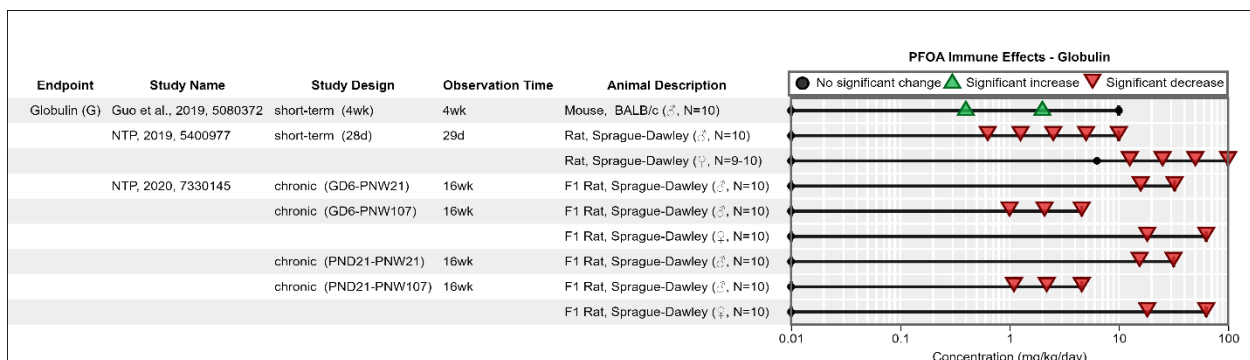 PFOA Immune Effects - Globulin
Endpoint Study Name Study Design Observation Time Animal Description
No significant change Significant increase Significant decrease
Globulin (G) Guo et al., 2019, 5080372 short-term (4wk) 4wk Mouse, BALB/c (♂, N=10)
NTP, 2019, 5400977 short-term (28d) 29d Rat, Sprague-Dawley (♂, N=10)
Rat, Sprague-Dawley (♀, N=9-10)
NTP, 2020, 7330145 chronic (GD6-PNW21) 16wk F1 Rat, Sprague-Dawley (♂, N=10)
chronic (GD6-PNW107) 16wk F1 Rat, Sprague-Dawley (♂, N=10)
F1 Rat, Sprague-Dawley (♀, N=10)
chronic (PND21-PNW21) 16wk F1 Rat, Sprague-Dawley (♂, N=10)
chronic (PND21-PNW107) 16wk F1 Rat, Sprague-Dawley (♂, N=10)
F1 Rat, Sprague-Dawley (♀, N=10)
0.01 0.1 1 10 100
Concentration (mg/kg/day)